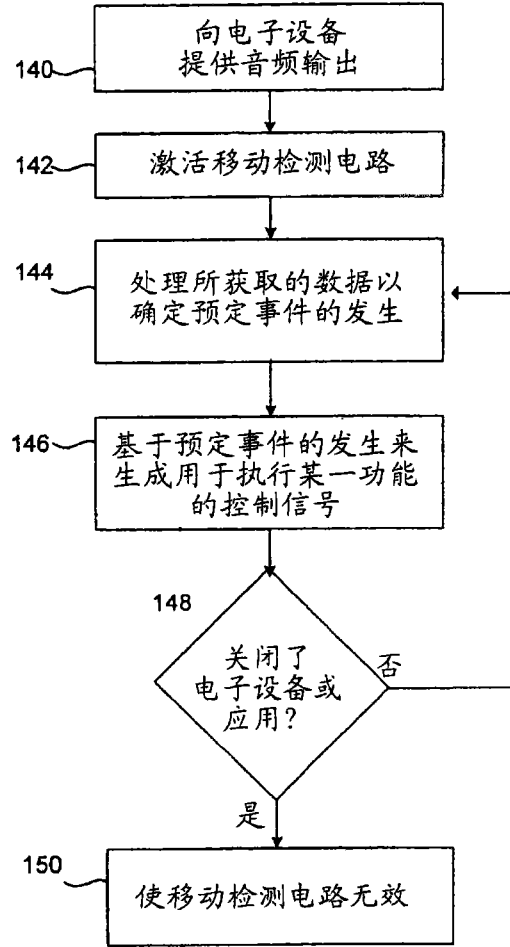 向电子设备
提供音频输出
140
激活移动检测电路
142
处理所获取的数据以
确定预定事件的发生
144
基于预定事件的发生来
生成用于执行某一功能
的控制信号
146
148
关闭了
电子设备或
应用?
否
是
150
使移动检测电路无效